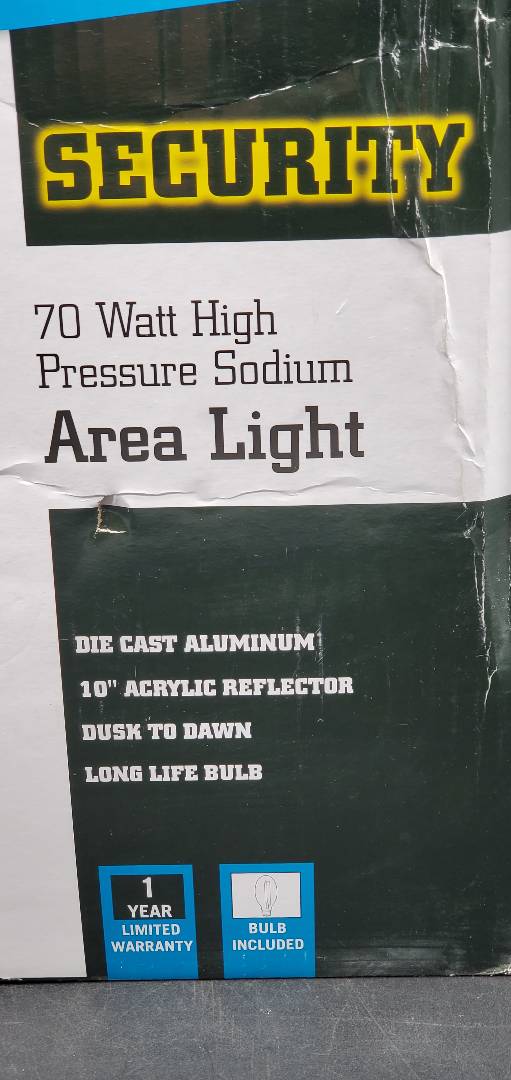 SECURITY
70 Watt High
Pressure Sodium
Area Light
DIE CAST ALUMINUM
10" ACRYLIC REFLECTOR
DUSK TO DAWN
LONG LIFE BULB
1
YEAR
LIMITED
WARRANTY
BULB
INCLUDED